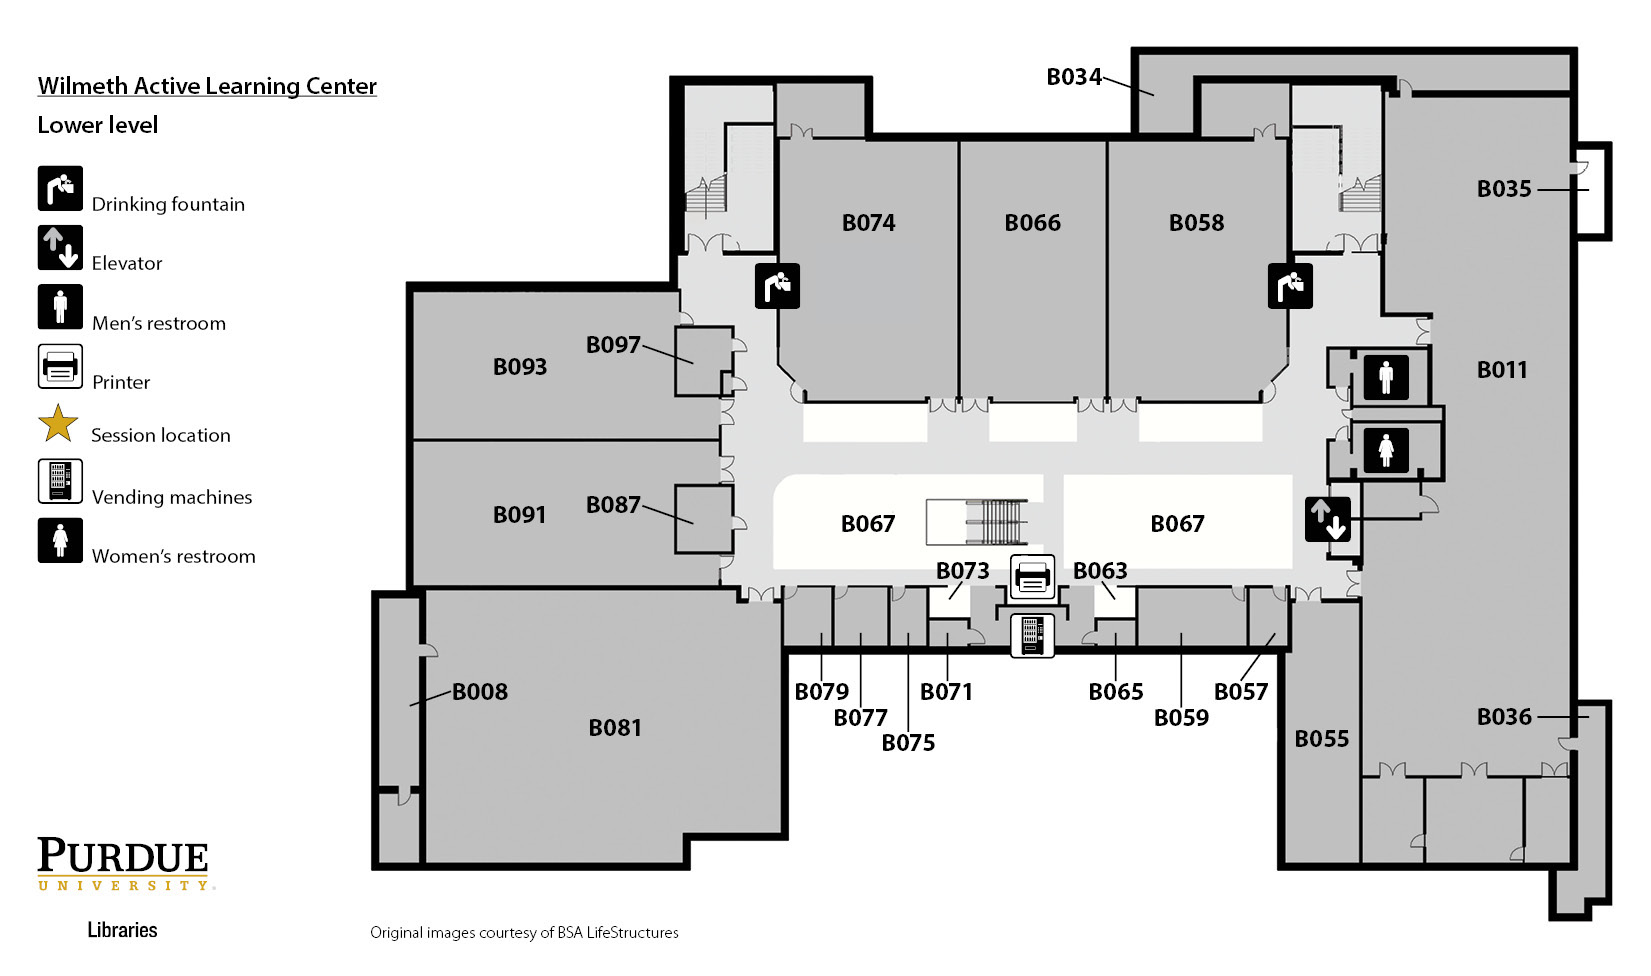 Wilmeth Active Learning Center
Lower level
Drinking fountain
Elevator
Men's restroom
Printer
Session location
Vending machines
Women's restroom
B034
B035
B074
B066
B058
B097
B093
B011
B087
B091
B067
B067
B073
B063
B008
B079
B071
B065
B057
B077
B059
B036
B081
B075
B055
PURDUE
UNIVERSITY.
Libraries
Original images courtesy of BSA LifeStructures